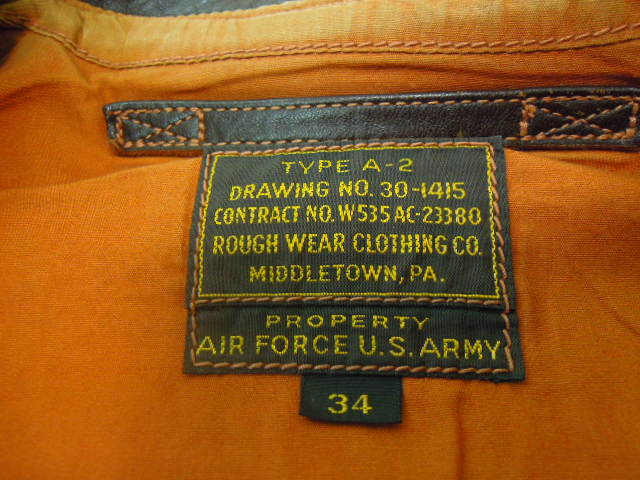 TYPE A-2
DRAWING NO. 30-1415
CONTRACT NO. W535 AC-23380
ROUGH WEAR CLOTHING CO.
MIDDLETOWN, PA.
PROPERTY
AIR FORCE U.S. ARMY
34